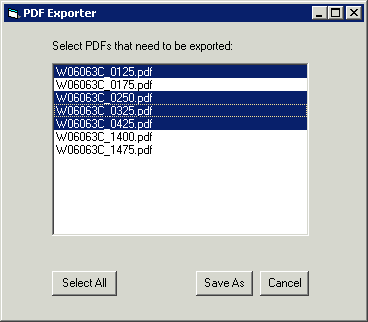 PDF Exporter
Select PDFs that need to be exported:
W06063C_0125.pdf
W06063C_0175.pdf
W06063C_0250.pdf
W06063C_0325.pdf
W06063C_0425.pdf
W06063C_1400.pdf
W06063C_1475.pdf
Select All Save As Cancel